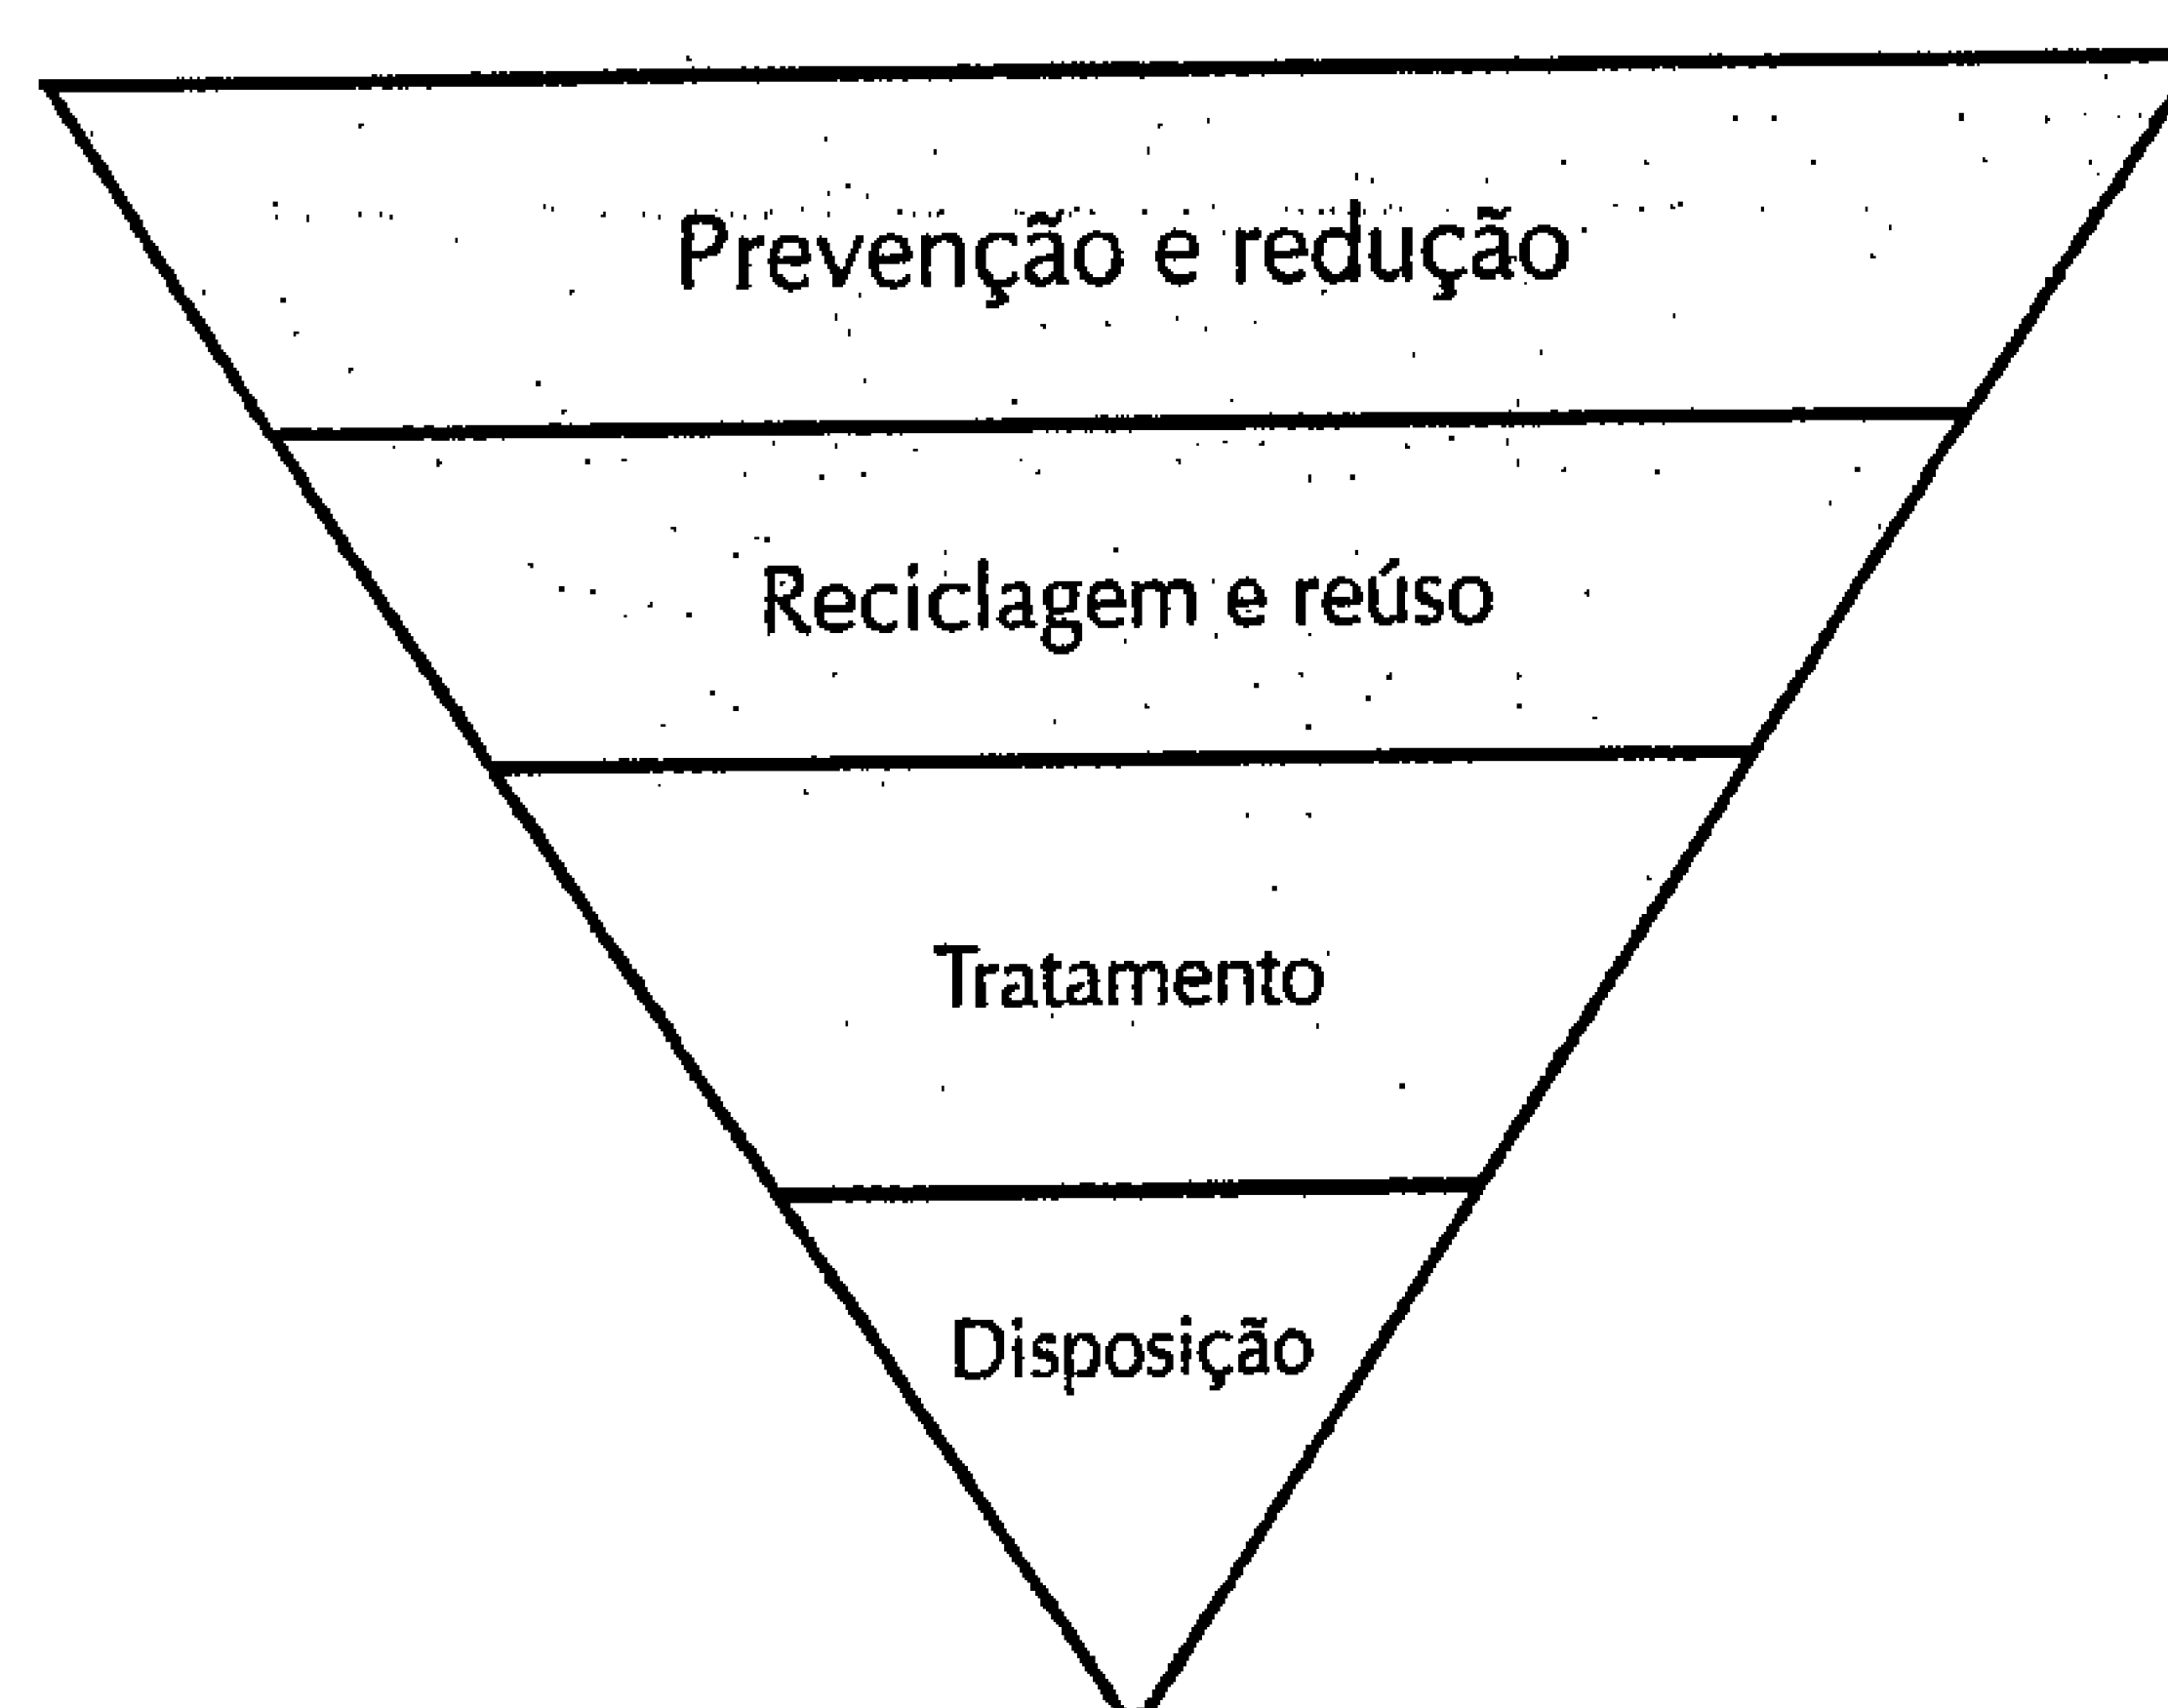 Prevenção e redução
Reciclagem e reúso
Tratamento
Disposição